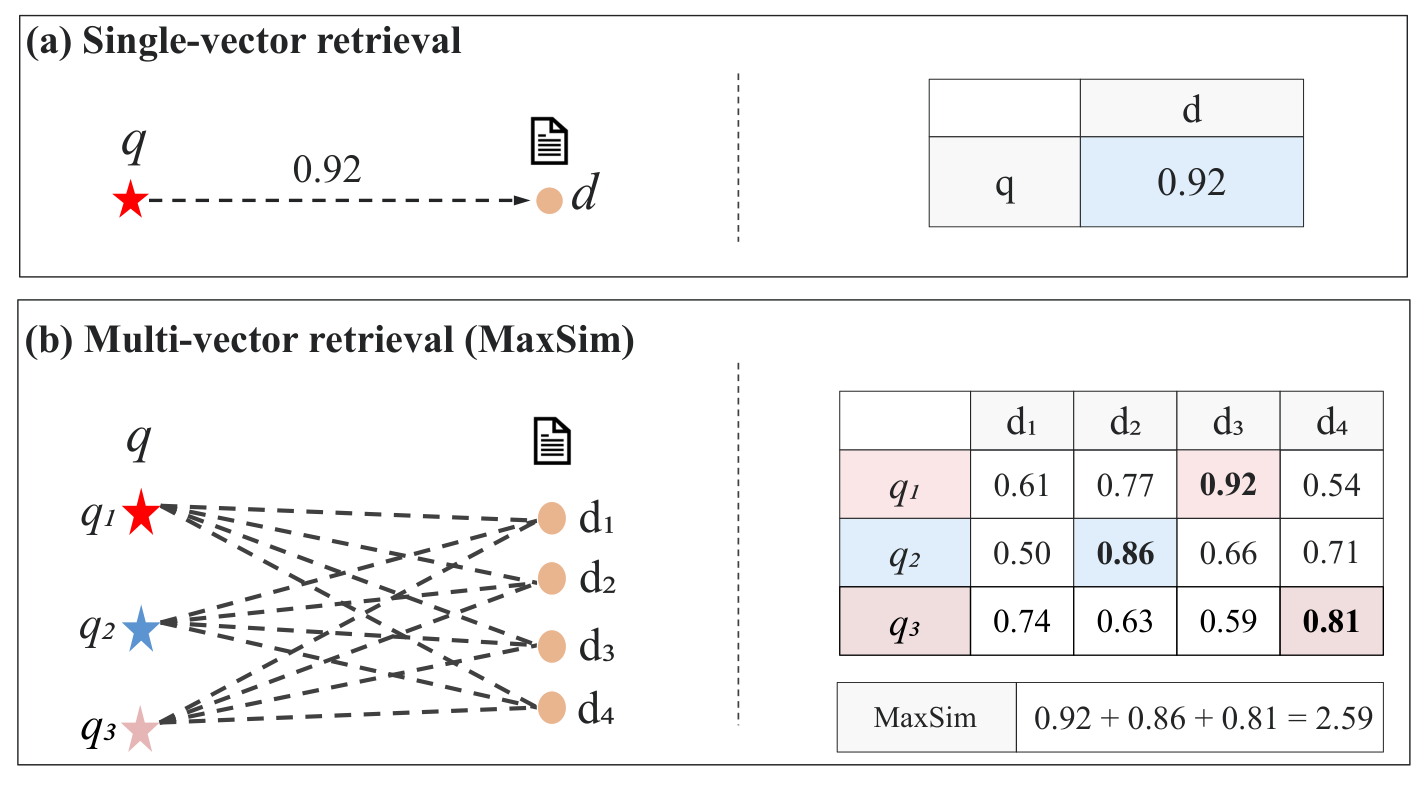 (a) Single-vector retrieval
q
0.92
d
d
q 0.92
(b) Multi-vector retrieval (MaxSim)
q
q₁
q₂
q₃
d₁
d₂
d₃
d₄
d₁ d₂ d₃ d₄
q₁ 0.61 0.77 0.92 0.54
q₂ 0.50 0.86 0.66 0.71
q₃ 0.74 0.63 0.59 0.81
MaxSim 0.92 + 0.86 + 0.81 = 2.59